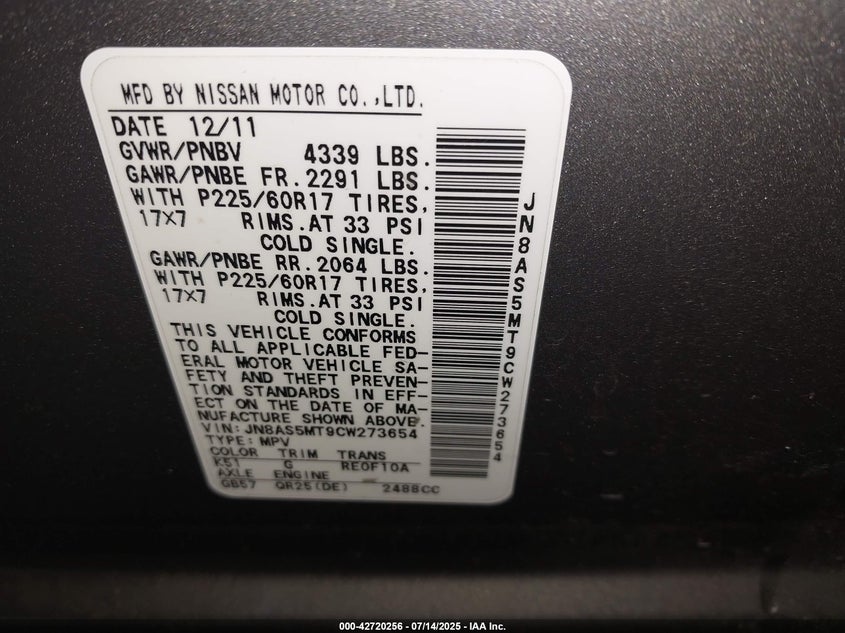 MFD BY NISSAN MOTOR CO.,LTD.
DATE 12/11
GVWR/PNBV 4339 LBS.
GAWR/PNBE FR.2291 LBS.
WITH P225/60R17 TIRES,
17X7 RIMS.AT 33 PSI
COLD SINGLE.
GAWR/PNBE RR.2064 LBS.
WITH P225/60R17 TIRES,
17X7 RIMS.AT 33 PSI
COLD SINGLE.
THIS VEHICLE CONFORMS
TO ALL APPLICABLE FED-
ERAL MOTOR VEHICLE SA-
FETY AND THEFT PREVEN-
TION STANDARDS IN EFF-
ECT ON THE DATE OF MA-
NUFACTURE SHOWN ABOVE.
VIN:JN8AS5MT9CW273654
TYPE:MPV
COLOR TRIM TRANS
K51 G RE0F10A
AXLE ENGINE
GB57 QR25(DE) 2488CC
JN8AS5MT9CW273654
000-42720256 - 07/14/2025 - IAA Inc.